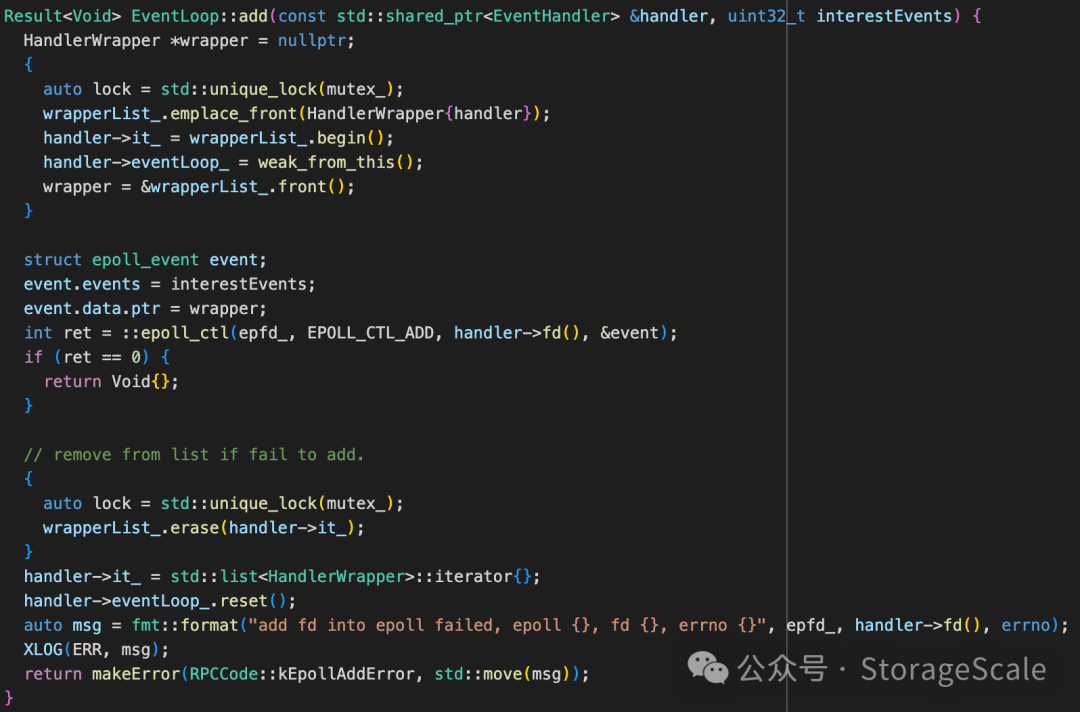 Result<Void> EventLoop::add(const std::shared_ptr<EventHandler> &handler, uint32_t interestEvents) {
  HandlerWrapper *wrapper = nullptr;
  {
    auto lock = std::unique_lock(mutex_);
    wrapperList_.emplace_front(HandlerWrapper{handler});
    handler->it_ = wrapperList_.begin();
    handler->eventLoop_ = weak_from_this();
    wrapper = &wrapperList_.front();
  }

  struct epoll_event event;
  event.events = interestEvents;
  event.data.ptr = wrapper;
  int ret = ::epoll_ctl(epfd_, EPOLL_CTL_ADD, handler->fd(), &event);
  if (ret == 0) {
    return Void{};
  }

  // remove from list if fail to add.
  {
    auto lock = std::unique_lock(mutex_);
    wrapperList_.erase(handler->it_);
  }
  handler->it_ = std::list<HandlerWrapper>::iterator{};
  handler->eventLoop_.reset();
  auto msg = fmt::format("add fd into epoll failed, epoll {}, fd {}, errno {}", epfd_, handler->fd(), errno);
  XLOG(ERR, msg);
  return makeError(RPCCode::kEpollAddError, std::move(msg));
}
公众号 · StorageScale